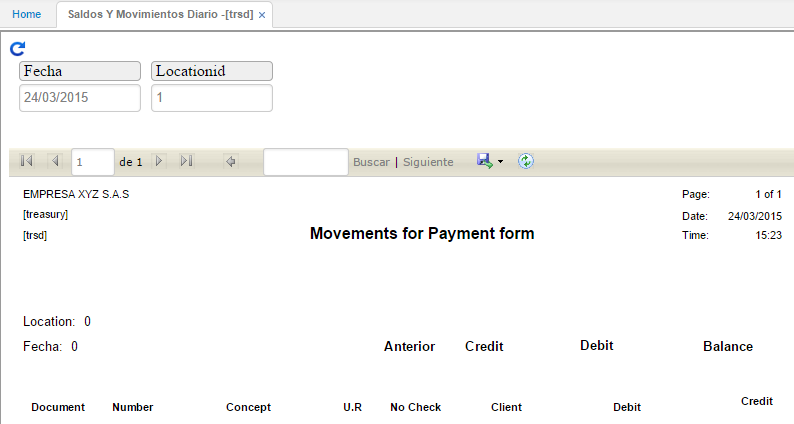 Home Saldos Y Movimientos Diario -[trsd] ×
Fecha Locationid
24/03/2015 1
1 de 1 Buscar | Siguiente
EMPRESA XYZ S.A.S Page: 1 of 1
[treasury] Date: 24/03/2015
[trsd] Movements for Payment form Time: 15:23
Location: 0
Fecha: 0 Anterior Credit Debit Balance
Document Number Concept U.R No Check Client Debit Credit